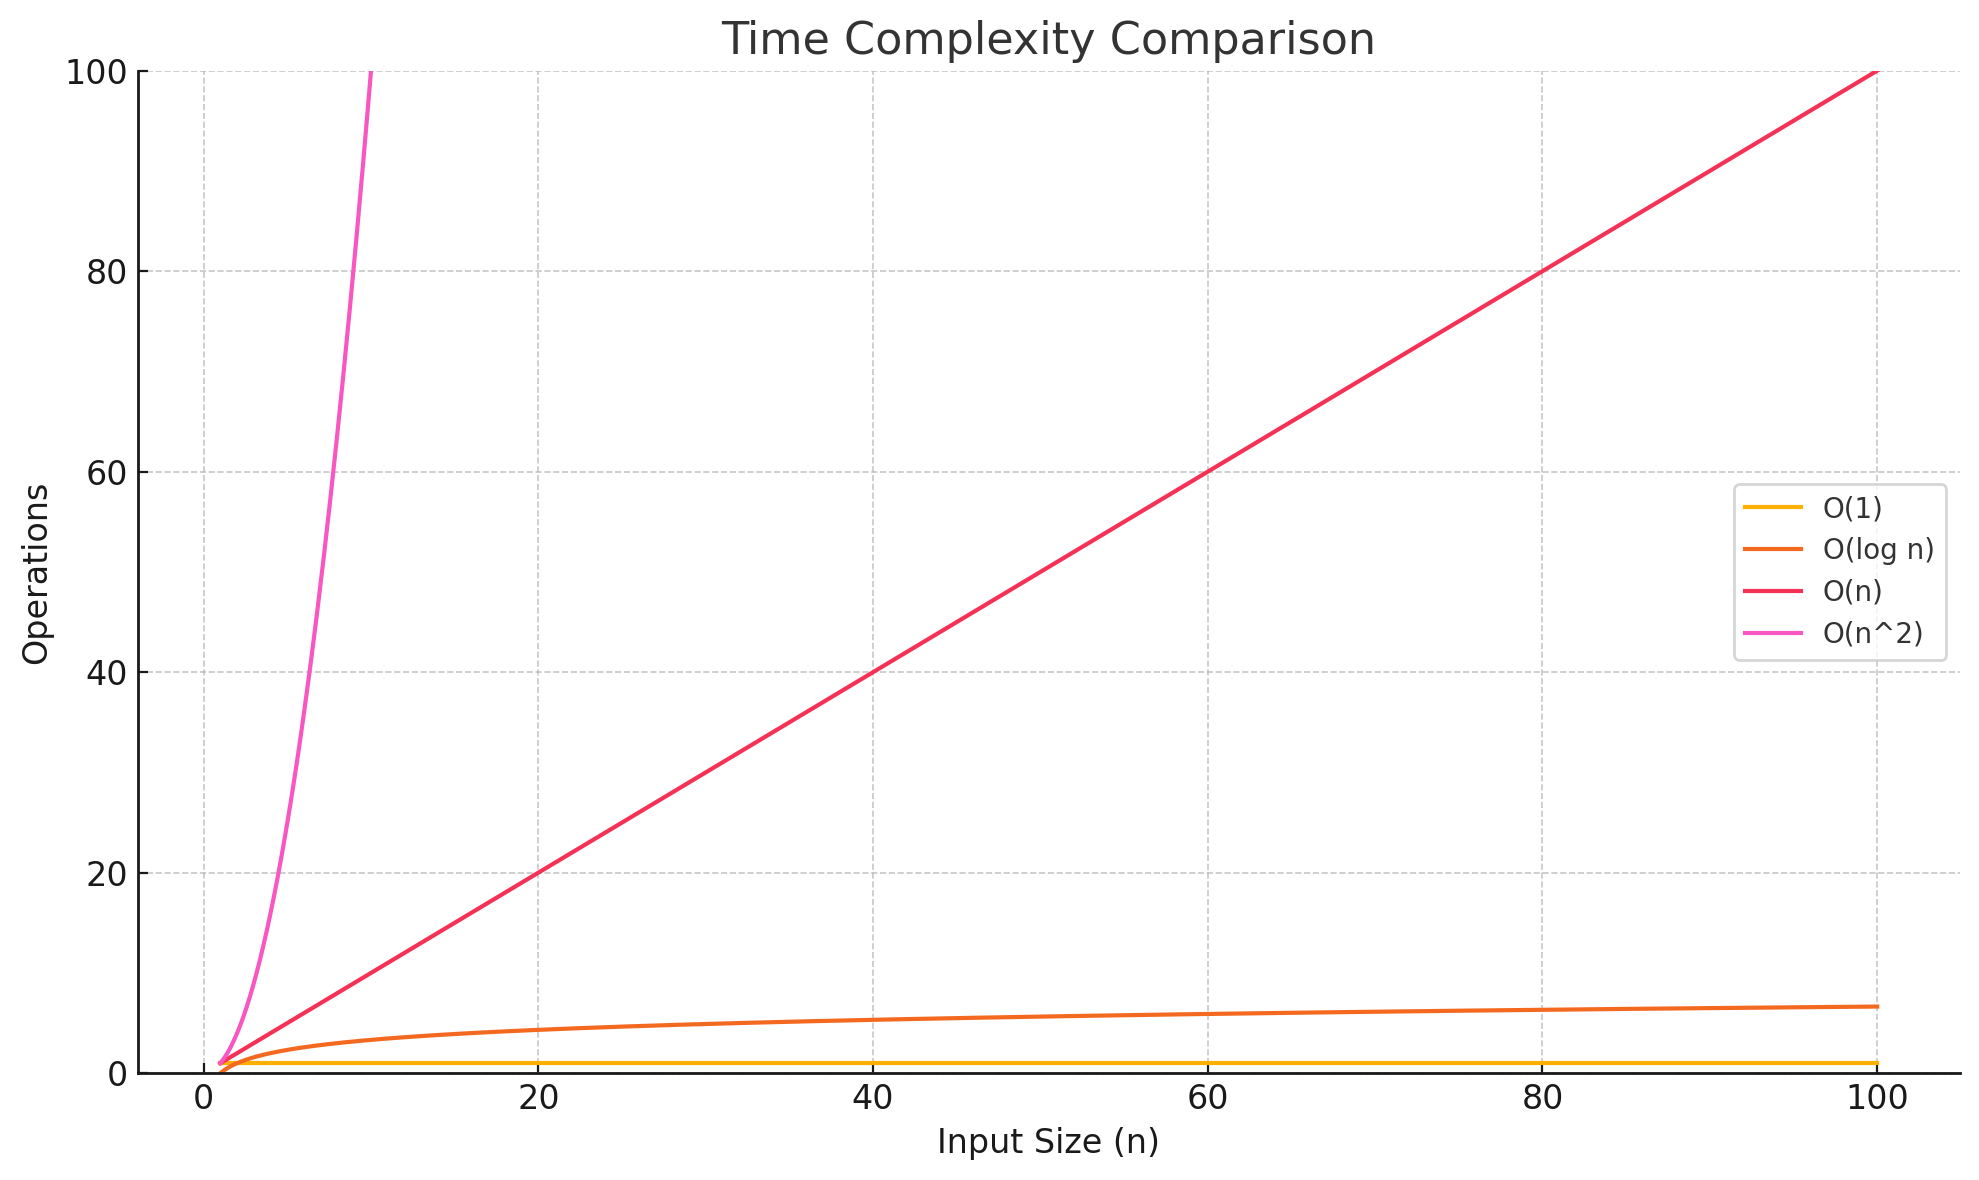 Time Complexity Comparison
100
80
60
40
20
0
Operations
O(1)
O(log n)
O(n)
O(n^2)
0 20 40 60 80 100
Input Size (n)